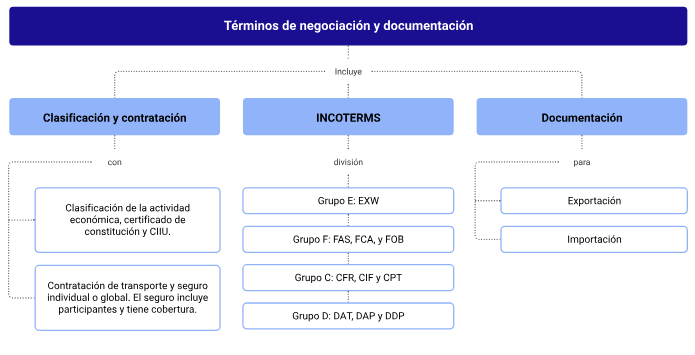 Términos de negociación y documentación
Incluye
Clasificación y contratación
INCOTERMS
Documentación
con
división
para
Clasificación de la actividad
económica, certificado de
constitución y CIIU.
Contratación de transporte y seguro
individual o global. El seguro incluye
participantes y tiene cobertura.
Grupo E: EXW
Grupo F: FAS, FCA, y FOB
Grupo C: CFR, CIF y CPT
Grupo D: DAT, DAP y DDP
Exportación
Importación